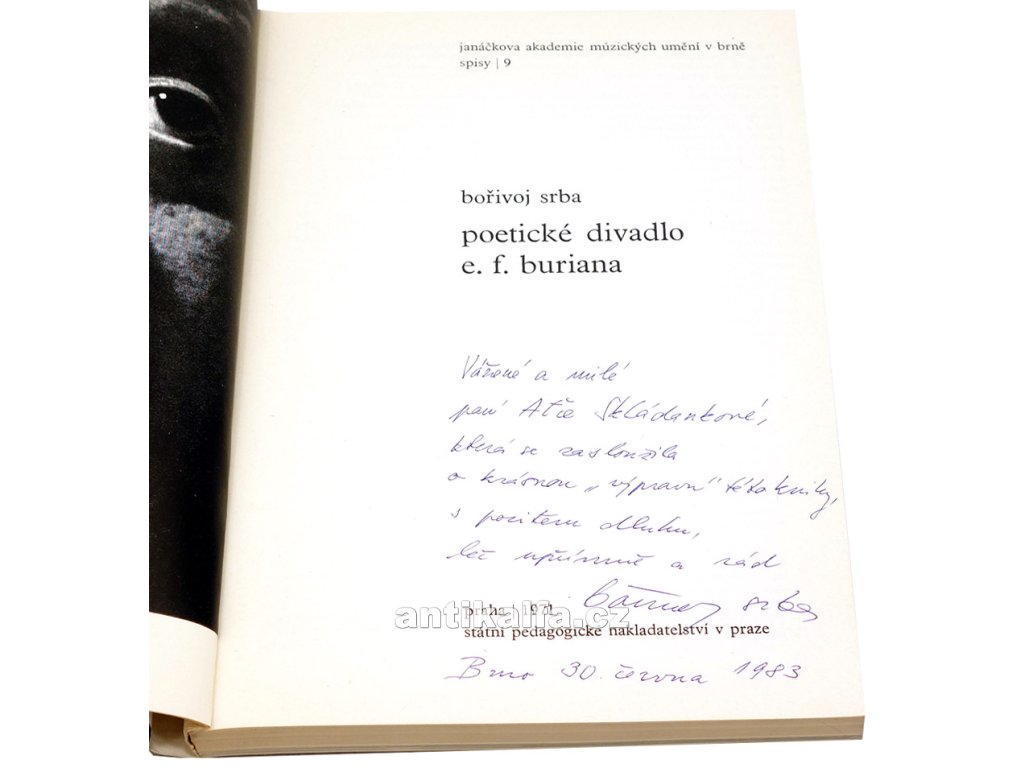 janáčkova akademie múzických umění v brně
spisy | 9
bořivoj srba
poetické divadlo
e. f. buriana
Vážené a milé
paní Atie Skládankové,
která se zasloužila
o krásnou „výpravu" této knihy,
s pocitem dluhu,
leč upřímně a rád
bořivoj srba
praha 1971
antikalfa.cz
státní pedagogické nakladatelství v praze
Brno 30. června 1983